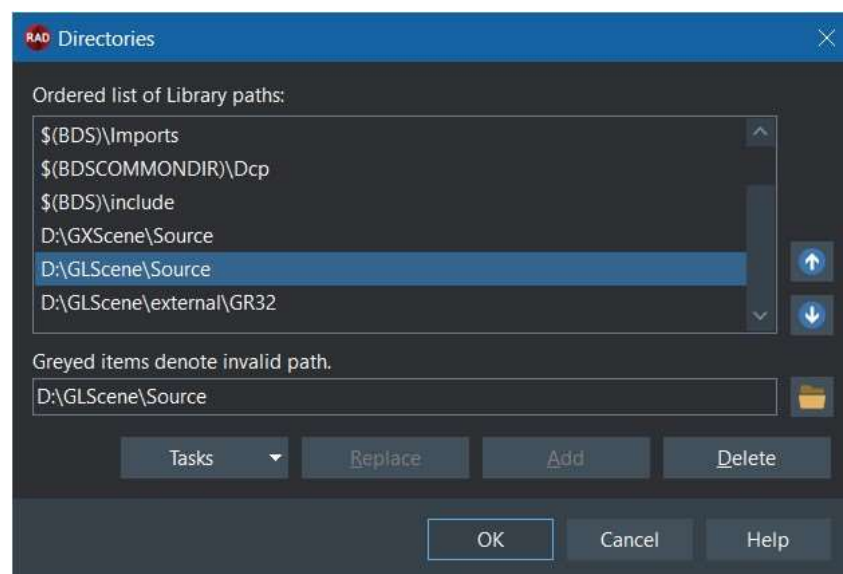 RAD Directories
Ordered list of Library paths:
$(BDS)\Imports
$(BDSCOMMONDIR)\Dcp
$(BDS)\include
D:\GXScene\Source
D:\GLScene\Source
D:\GLScene\external\GR32
Greyed items denote invalid path.
D:\GLScene\Source
Tasks Replace Add Delete
OK Cancel Help